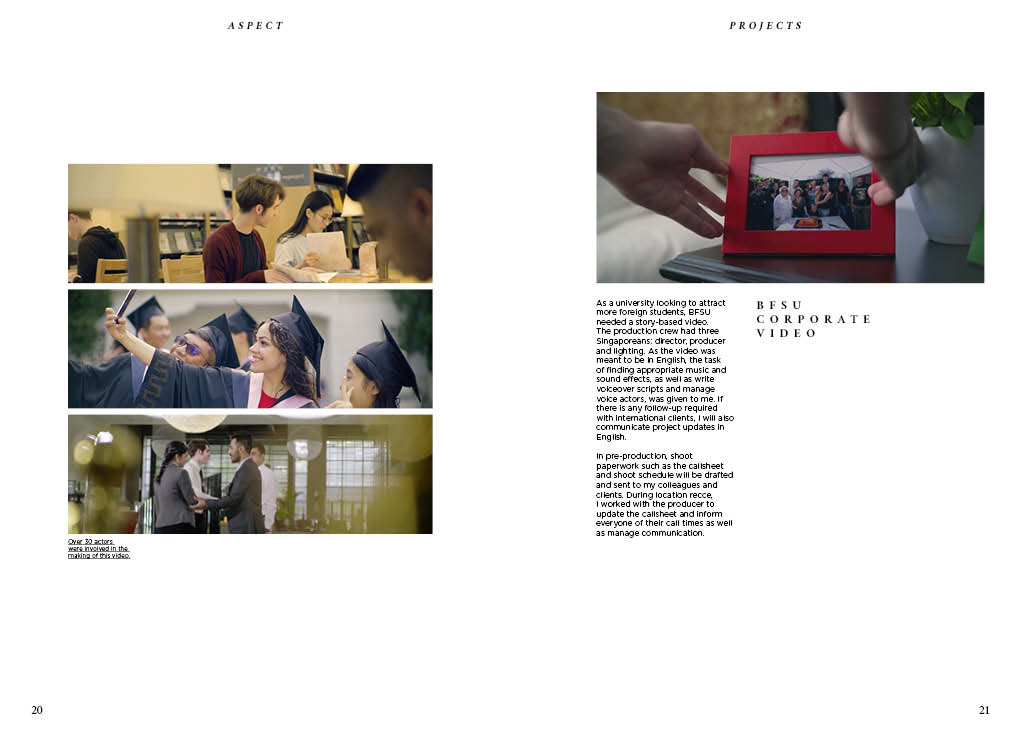 ASPECT
PROJECTS
Over 30 actors
were involved in the
making of this video.
As a university looking to attract
more foreign students, BFSU
needed a story-based video.
The production crew had three
Singaporeans: director, producer
and lighting. As the video was
meant to be in English, the task
of finding appropriate music and
sound effects, as well as write
voiceover scripts and manage
voice actors, was given to me. If
there is any follow-up required
with international clients, I will also
communicate project updates in
English.
In pre-production, shoot
paperwork such as the callsheet
and shoot schedule will be drafted
and sent to my colleagues and
clients. During location recce,
I worked with the producer to
update the callsheet and inform
everyone of their call times as well
as manage communication.
BFSU
CORPORATE
VIDEO
20
21